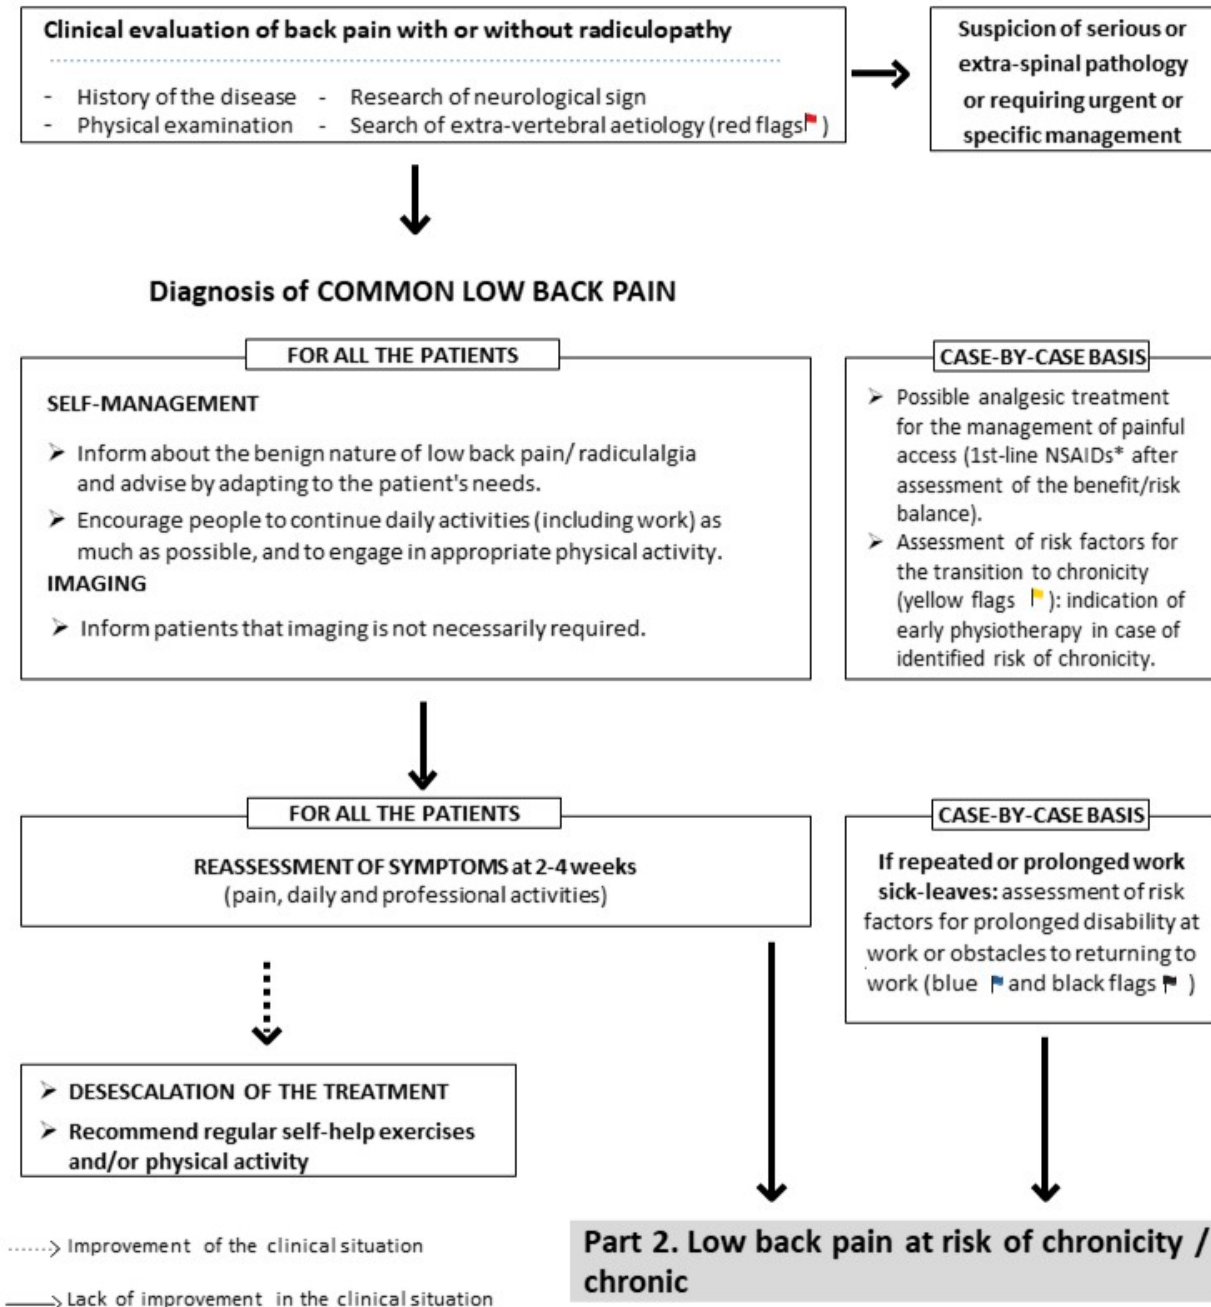 Clinical evaluation of back pain with or without radiculopathy
- History of the disease - Research of neurological sign
- Physical examination - Search of extra-vertebral aetiology (red flags )
Suspicion of serious or
extra-spinal pathology
or requiring urgent or
specific management
Diagnosis of COMMON LOW BACK PAIN
FOR ALL THE PATIENTS
SELF-MANAGEMENT
➢ Inform about the benign nature of low back pain/ radiculalgia
and advise by adapting to the patient's needs.
➢ Encourage people to continue daily activities (including work) as
much as possible, and to engage in appropriate physical activity.
IMAGING
➢ Inform patients that imaging is not necessarily required.
CASE-BY-CASE BASIS
➢ Possible analgesic treatment
for the management of painful
access (1st-line NSAIDs* after
assessment of the benefit/risk
balance).
➢ Assessment of risk factors for
the transition to chronicity
(yellow flags ): indication of
early physiotherapy in case of
identified risk of chronicity.
FOR ALL THE PATIENTS
REASSESSMENT OF SYMPTOMS at 2-4 weeks
(pain, daily and professional activities)
CASE-BY-CASE BASIS
If repeated or prolonged work
sick-leaves: assessment of risk
factors for prolonged disability at
work or obstacles to returning to
work (blue and black flags )
➢ DESESCALATION OF THE TREATMENT
➢ Recommend regular self-help exercises
and/or physical activity
Improvement of the clinical situation
Lack of improvement in the clinical situation
Part 2. Low back pain at risk of chronicity /
chronic